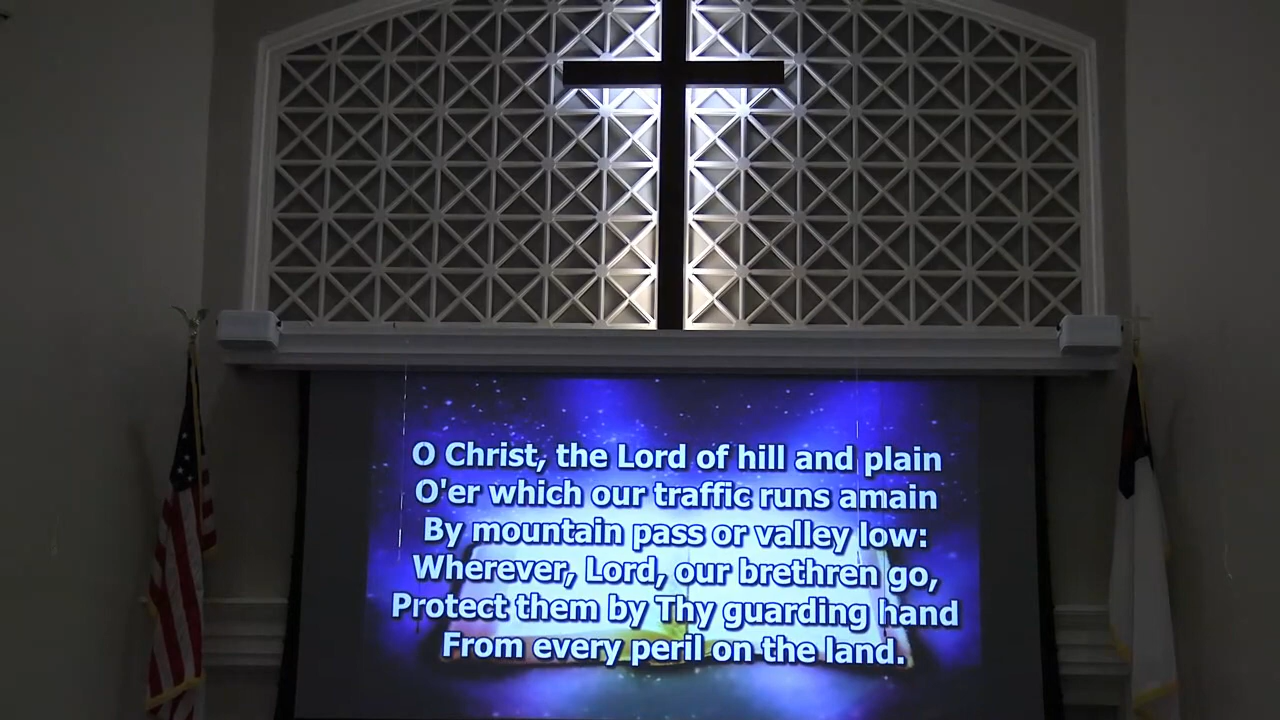 O Christ, the Lord of hill and plain
O'er which our traffic runs amain
By mountain pass or valley low:
Wherever, Lord, our brethren go,
Protect them by Thy guarding hand
From every peril on the land.